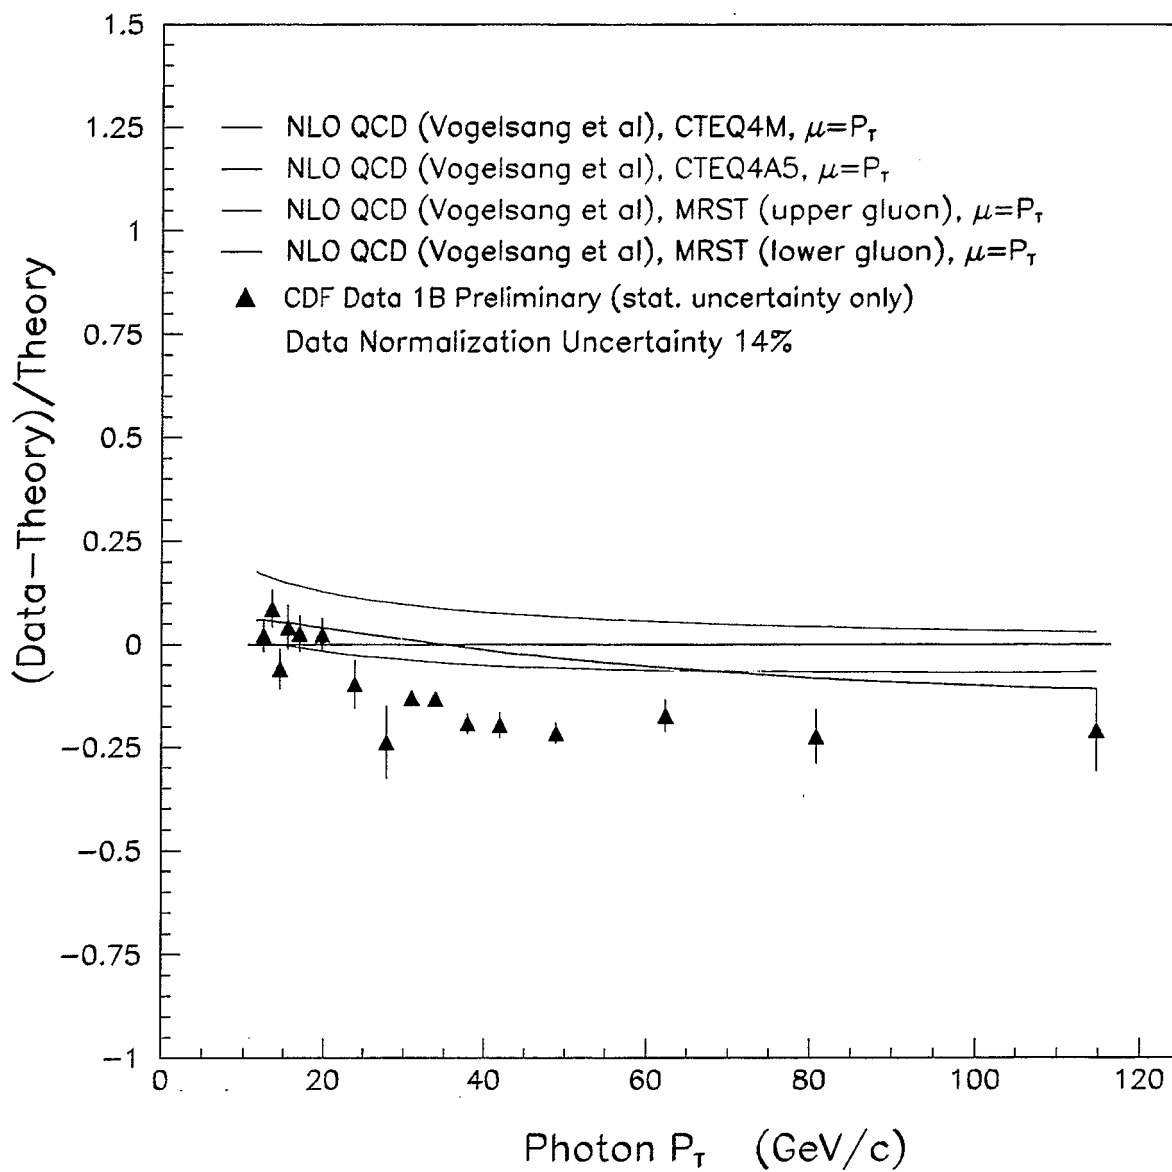 (Data−Theory)/Theory
1.5
1.25
1
0.75
0.5
0.25
0
−0.25
−0.5
−0.75
−1
— NLO QCD (Vogelsang et al), CTEQ4M, μ=P_T
— NLO QCD (Vogelsang et al), CTEQ4A5, μ=P_T
— NLO QCD (Vogelsang et al), MRST (upper gluon), μ=P_T
— NLO QCD (Vogelsang et al), MRST (lower gluon), μ=P_T
▲ CDF Data 1B Preliminary (stat. uncertainty only)
Data Normalization Uncertainty 14%
0 20 40 60 80 100 120
Photon P_T (GeV/c)